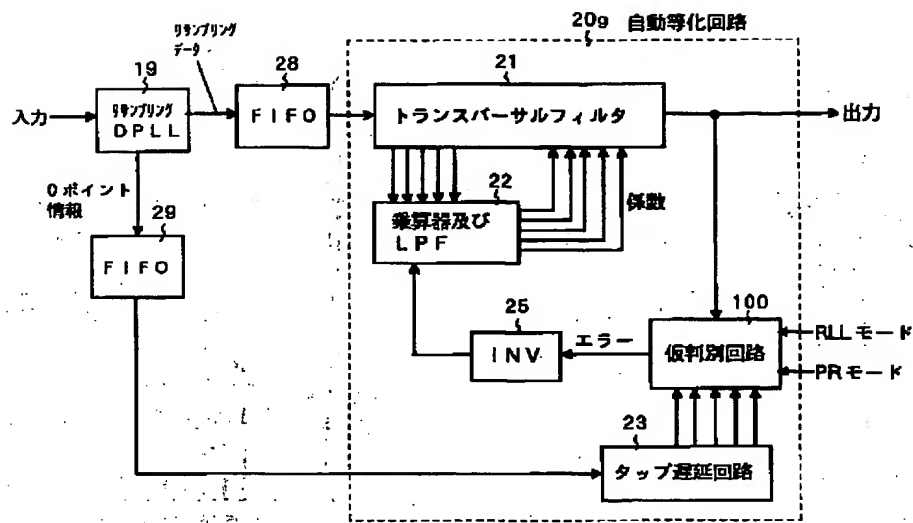 20g 自動等化回路
リサンプリング
データ
19
28
21
入力
リサンプリング
DPLL
FIFO
トランスバーサルフィルタ
出力
0ポイント
情報
29
FIFO
22
乗算器及び
LPF
係数
25
INV
エラー
100
仮判別回路
RLLモード
PRモード
23
タップ遅延回路